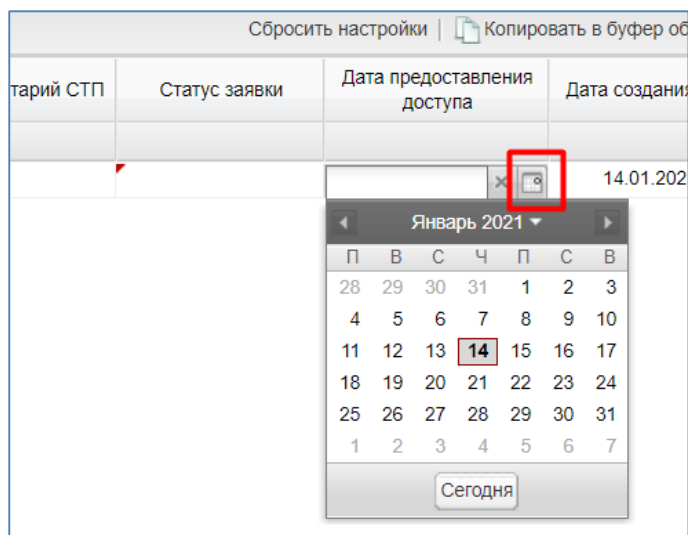 Сбросить настройки | Копировать в буфер об
тарий СТП Статус заявки Дата предоставления доступа Дата создания
14.01.202
Январь 2021
П В С Ч П С В
28 29 30 31 1 2 3
4 5 6 7 8 9 10
11 12 13 14 15 16 17
18 19 20 21 22 23 24
25 26 27 28 29 30 31
1 2 3 4 5 6 7
Сегодня